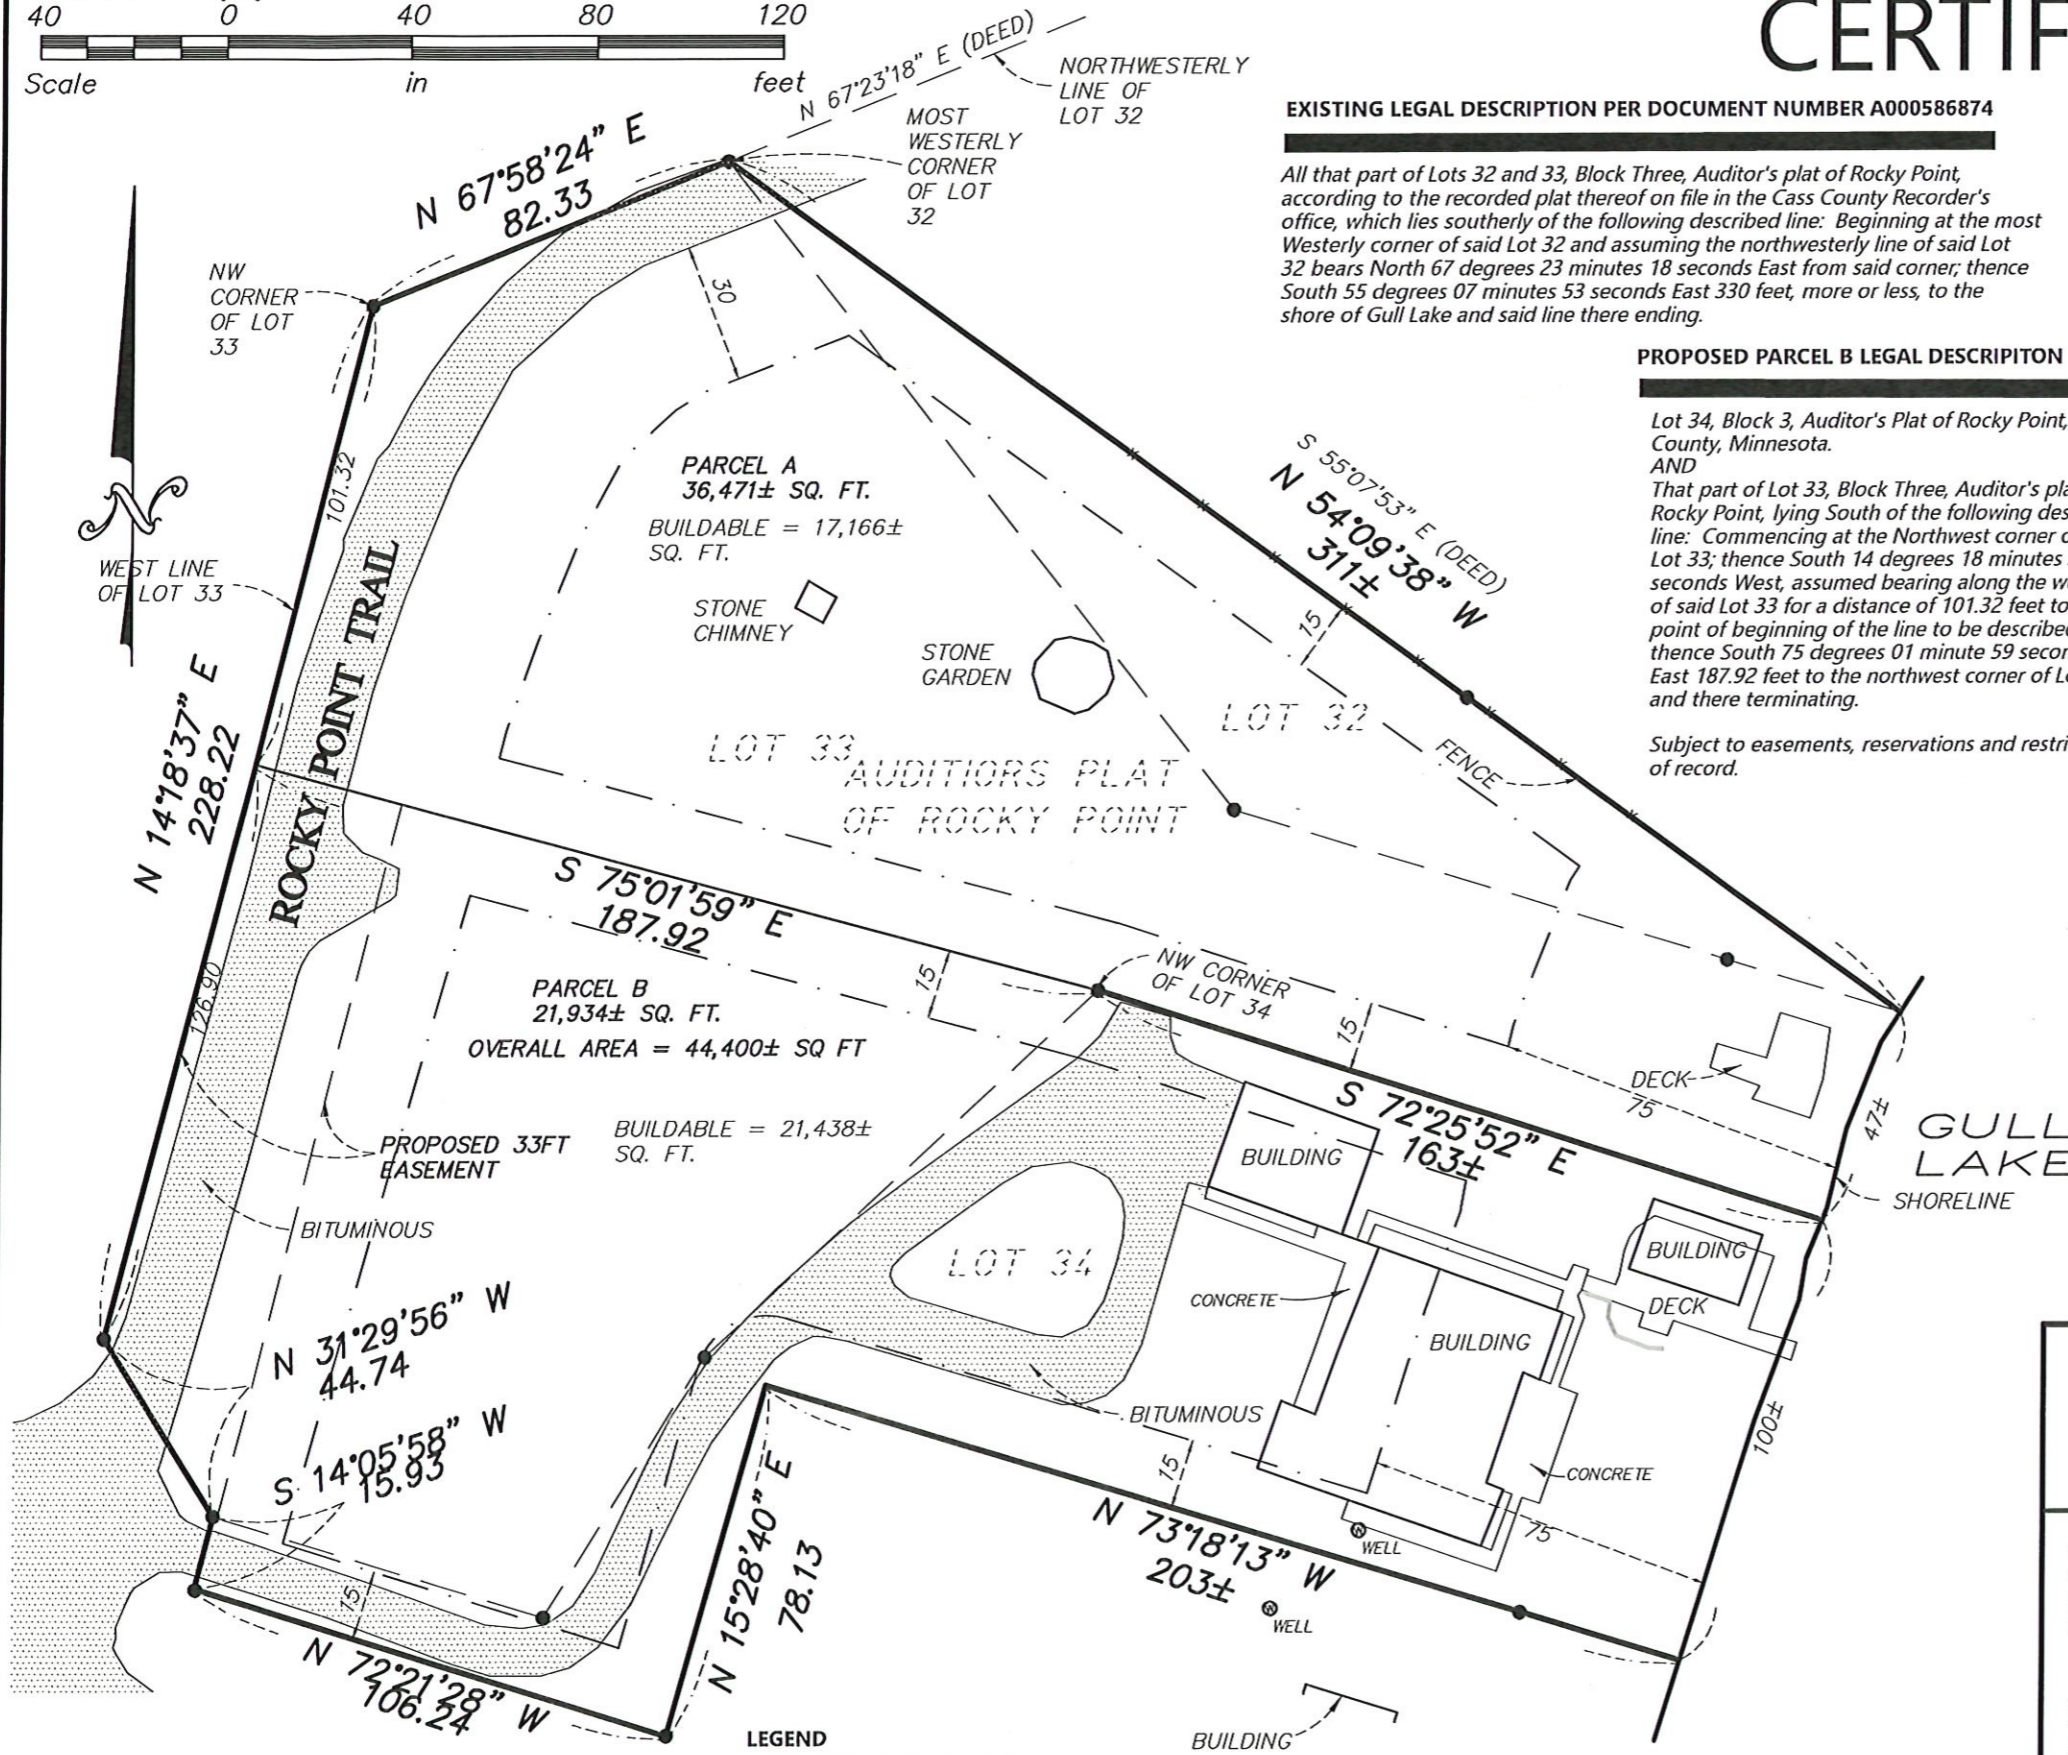 40 0 40 80 120
Scale in feet
CERTIF
N 67°23'18" E (DEED)
NORTHWESTERLY
LINE OF
LOT 32
MOST
WESTERLY
CORNER
OF LOT
32
N 67°58'24" E
82.33
NW
CORNER
OF LOT
33
EXISTING LEGAL DESCRIPTION PER DOCUMENT NUMBER A000586874
All that part of Lots 32 and 33, Block Three, Auditor's plat of Rocky Point,
according to the recorded plat thereof on file in the Cass County Recorder's
office, which lies southerly of the following described line: Beginning at the most
Westerly corner of said Lot 32 and assuming the northwesterly line of said Lot
32 bears North 67 degrees 23 minutes 18 seconds East from said corner; thence
South 55 degrees 07 minutes 53 seconds East 330 feet, more or less, to the
shore of Gull Lake and said line there ending.
PROPOSED PARCEL B LEGAL DESCRIPITON
Lot 34, Block 3, Auditor's Plat of Rocky Point,
County, Minnesota.
AND
That part of Lot 33, Block Three, Auditor's pla
Rocky Point, lying South of the following des
line: Commencing at the Northwest corner o
Lot 33; thence South 14 degrees 18 minutes
seconds West, assumed bearing along the w
of said Lot 33 for a distance of 101.32 feet to
point of beginning of the line to be describe
thence South 75 degrees 01 minute 59 secon
East 187.92 feet to the northwest corner of L
and there terminating.
Subject to easements, reservations and restri
of record.
30
101.32
PARCEL A
36,471± SQ. FT.
BUILDABLE = 17,166±
SQ. FT.
S 55°07'53" E (DEED)
N 54°09'38" W
311±
15
N
WEST LINE
OF LOT 33
STONE
CHIMNEY
STONE
GARDEN
ROCKY POINT TRAIL
N 14°18'37" E
228.22
LOT 33
LOT 32
AUDITIORS PLAT
OF ROCKY POINT
FENCE
S 75°01'59" E
187.92
126.90
15
NW CORNER
OF LOT 34
15
PARCEL B
21,934± SQ. FT.
OVERALL AREA = 44,400± SQ FT
BUILDABLE = 21,438±
SQ. FT.
DECK
75
S 72°25'52" E
163±
47±
GULL
LAKE
SHORELINE
PROPOSED 33FT
EASEMENT
BITUMINOUS
BUILDING
BUILDING
DECK
LOT 34
CONCRETE
BUILDING
N 31°29'56" W
44.74
S 14°05'58" W
15.93
BITUMINOUS
15
100±
CONCRETE
75
N 73°18'13" W
203±
WELL
WELL
N 15°28'40" E
78.13
15
N 72°21'28" W
106.24
LEGEND
BUILDING